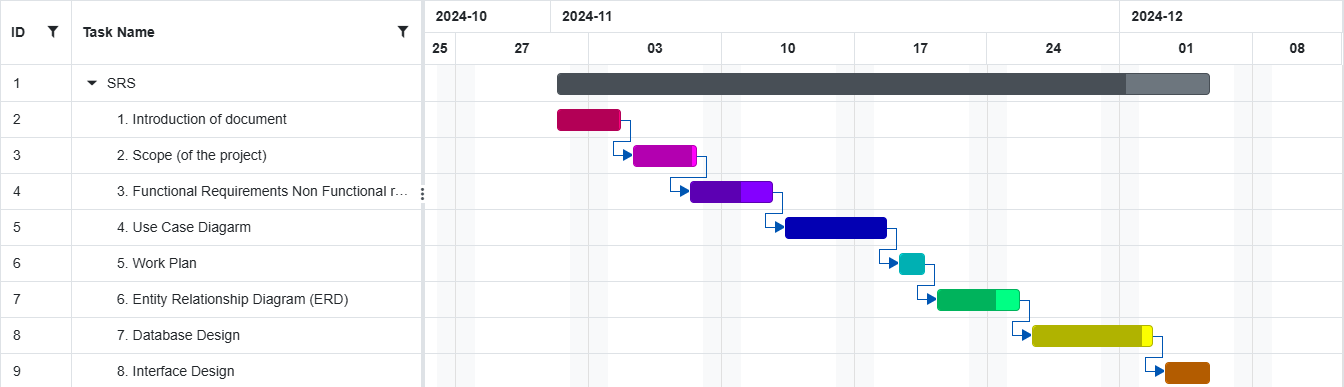 ID Task Name 2024-10 2024-11 2024-12
25 27 03 10 17 24 01 08
1 SRS
2 1. Introduction of document
3 2. Scope (of the project)
4 3. Functional Requirements Non Functional r...
5 4. Use Case Diagarm
6 5. Work Plan
7 6. Entity Relationship Diagram (ERD)
8 7. Database Design
9 8. Interface Design